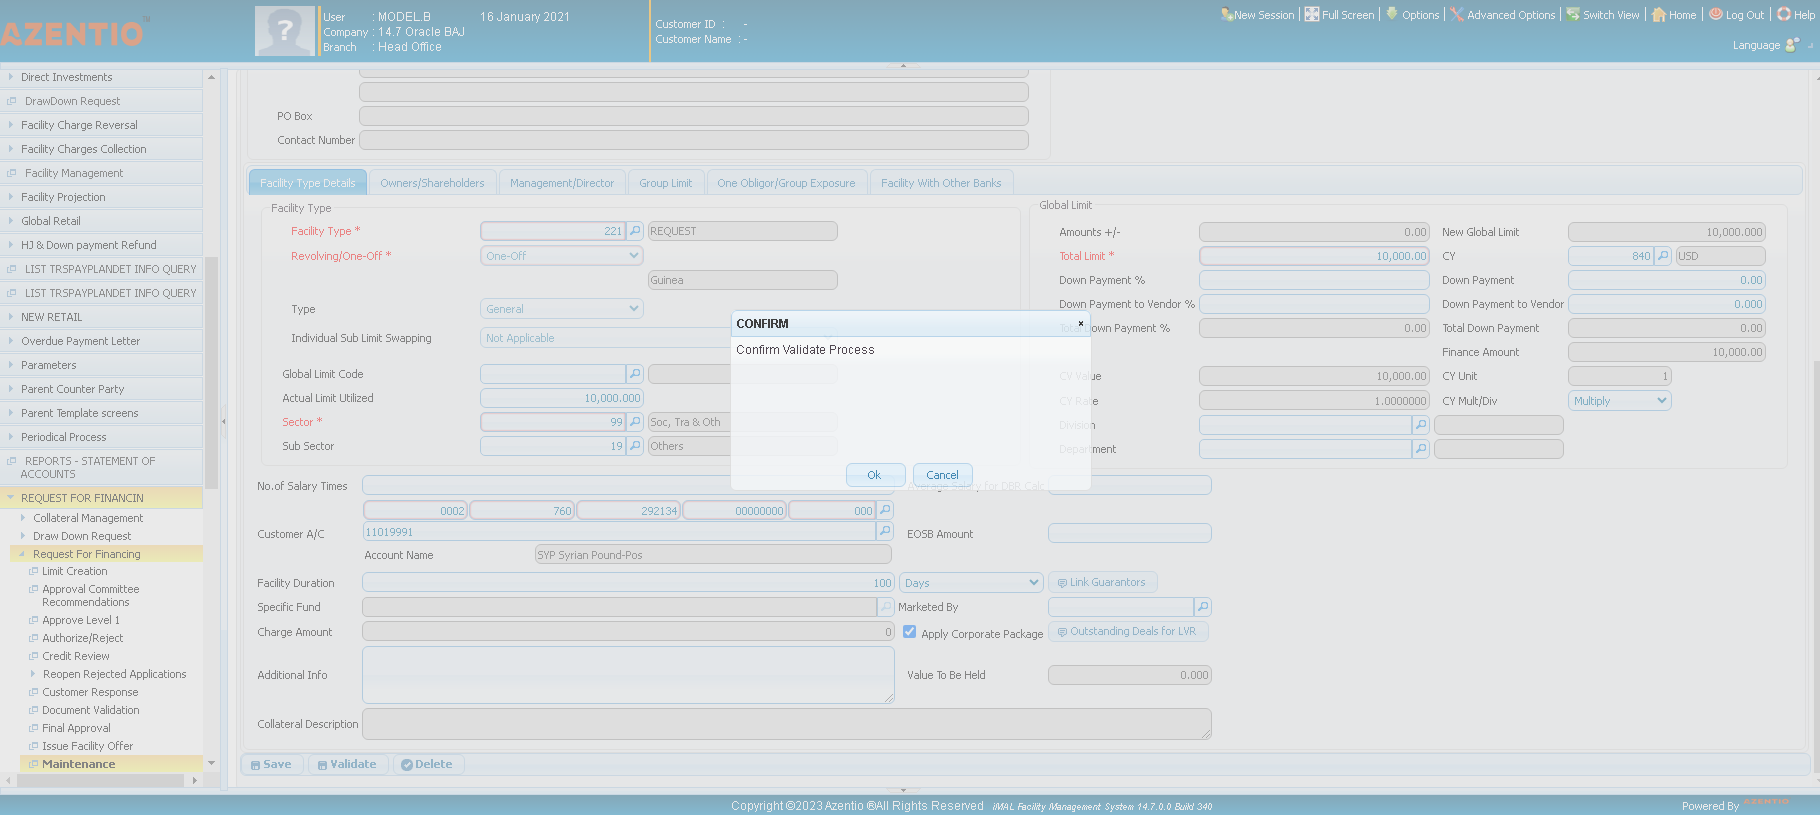 AZENTIO™
User : MODEL.B 16 January 2021
Company : 14.7 Oracle BAJ
Branch : Head Office
Customer ID : -
Customer Name : -
New Session Full Screen Options Advanced Options Switch View Home Log Out Help
Language
Direct Investments
DrawDown Request
Facility Charge Reversal
Facility Charges Collection
Facility Management
Facility Projection
Global Retail
HJ & Down payment Refund
LIST TRSPAYPLANDET INFO QUERY
LIST TRSPAYPLANDET INFO QUERY
NEW RETAIL
Overdue Payment Letter
Parameters
Parent Counter Party
Parent Template screens
Periodical Process
REPORTS - STATEMENT OF
ACCOUNTS
REQUEST FOR FINANCIN
Collateral Management
Draw Down Request
Request For Financing
Limit Creation
Approval Committee
Recommendations
Approve Level 1
Authorize/Reject
Credit Review
Reopen Rejected Applications
Customer Response
Document Validation
Final Approval
Issue Facility Offer
Maintenance
PO Box
Contact Number
Facility Type Details Owners/Shareholders Management/Director Group Limit One Obligor/Group Exposure Facility With Other Banks
Facility Type
Facility Type * 221 REQUEST
Revolving/One-Off * One-Off
Guinea
Type General
Individual Sub Limit Swapping Not Applicable
Global Limit Code
Actual Limit Utilized 10,000.000
Sector * 99 Soc, Tra & Oth
Sub Sector 19 Others
Global Limit
Amounts +/- 0.00 New Global Limit 10,000.000
Total Limit * 10,000.00 CY 840 USD
Down Payment % Down Payment 0.00
Down Payment to Vendor % Down Payment to Vendor 0.000
Total Down Payment % 0.00 Total Down Payment 0.00
Finance Amount 10,000.00
CV Value 10,000.00 CY Unit 1
CY Rate 1.0000000 CY Mult/Div Multiply
Division
Department
CONFIRM ×
Confirm Validate Process
Ok Cancel
No.of Salary Times Average Salary for DBR Calc
0002 760 292134 00000000 000
Customer A/C 11019991 EOSB Amount
Account Name SYP Syrian Pound-Pos
Facility Duration 100 Days Link Guarantors
Specific Fund Marketed By
Charge Amount 0 Apply Corporate Package Outstanding Deals for LVR
Additional Info Value To Be Held 0.000
Collateral Description
Save Validate Delete
Copyright ©2023 Azentio ®All Rights Reserved iMAL Facility Management System 14.7.0.0 Build 340
Powered By AZENTIO